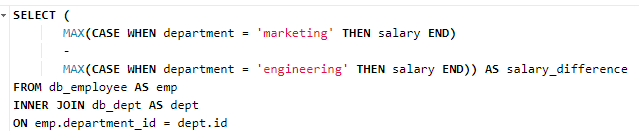 SELECT (
MAX(CASE WHEN department = 'marketing' THEN salary END)
-
MAX(CASE WHEN department = 'engineering' THEN salary END)) AS salary_difference
FROM db_employee AS emp
INNER JOIN db_dept AS dept
ON emp.department_id = dept.id